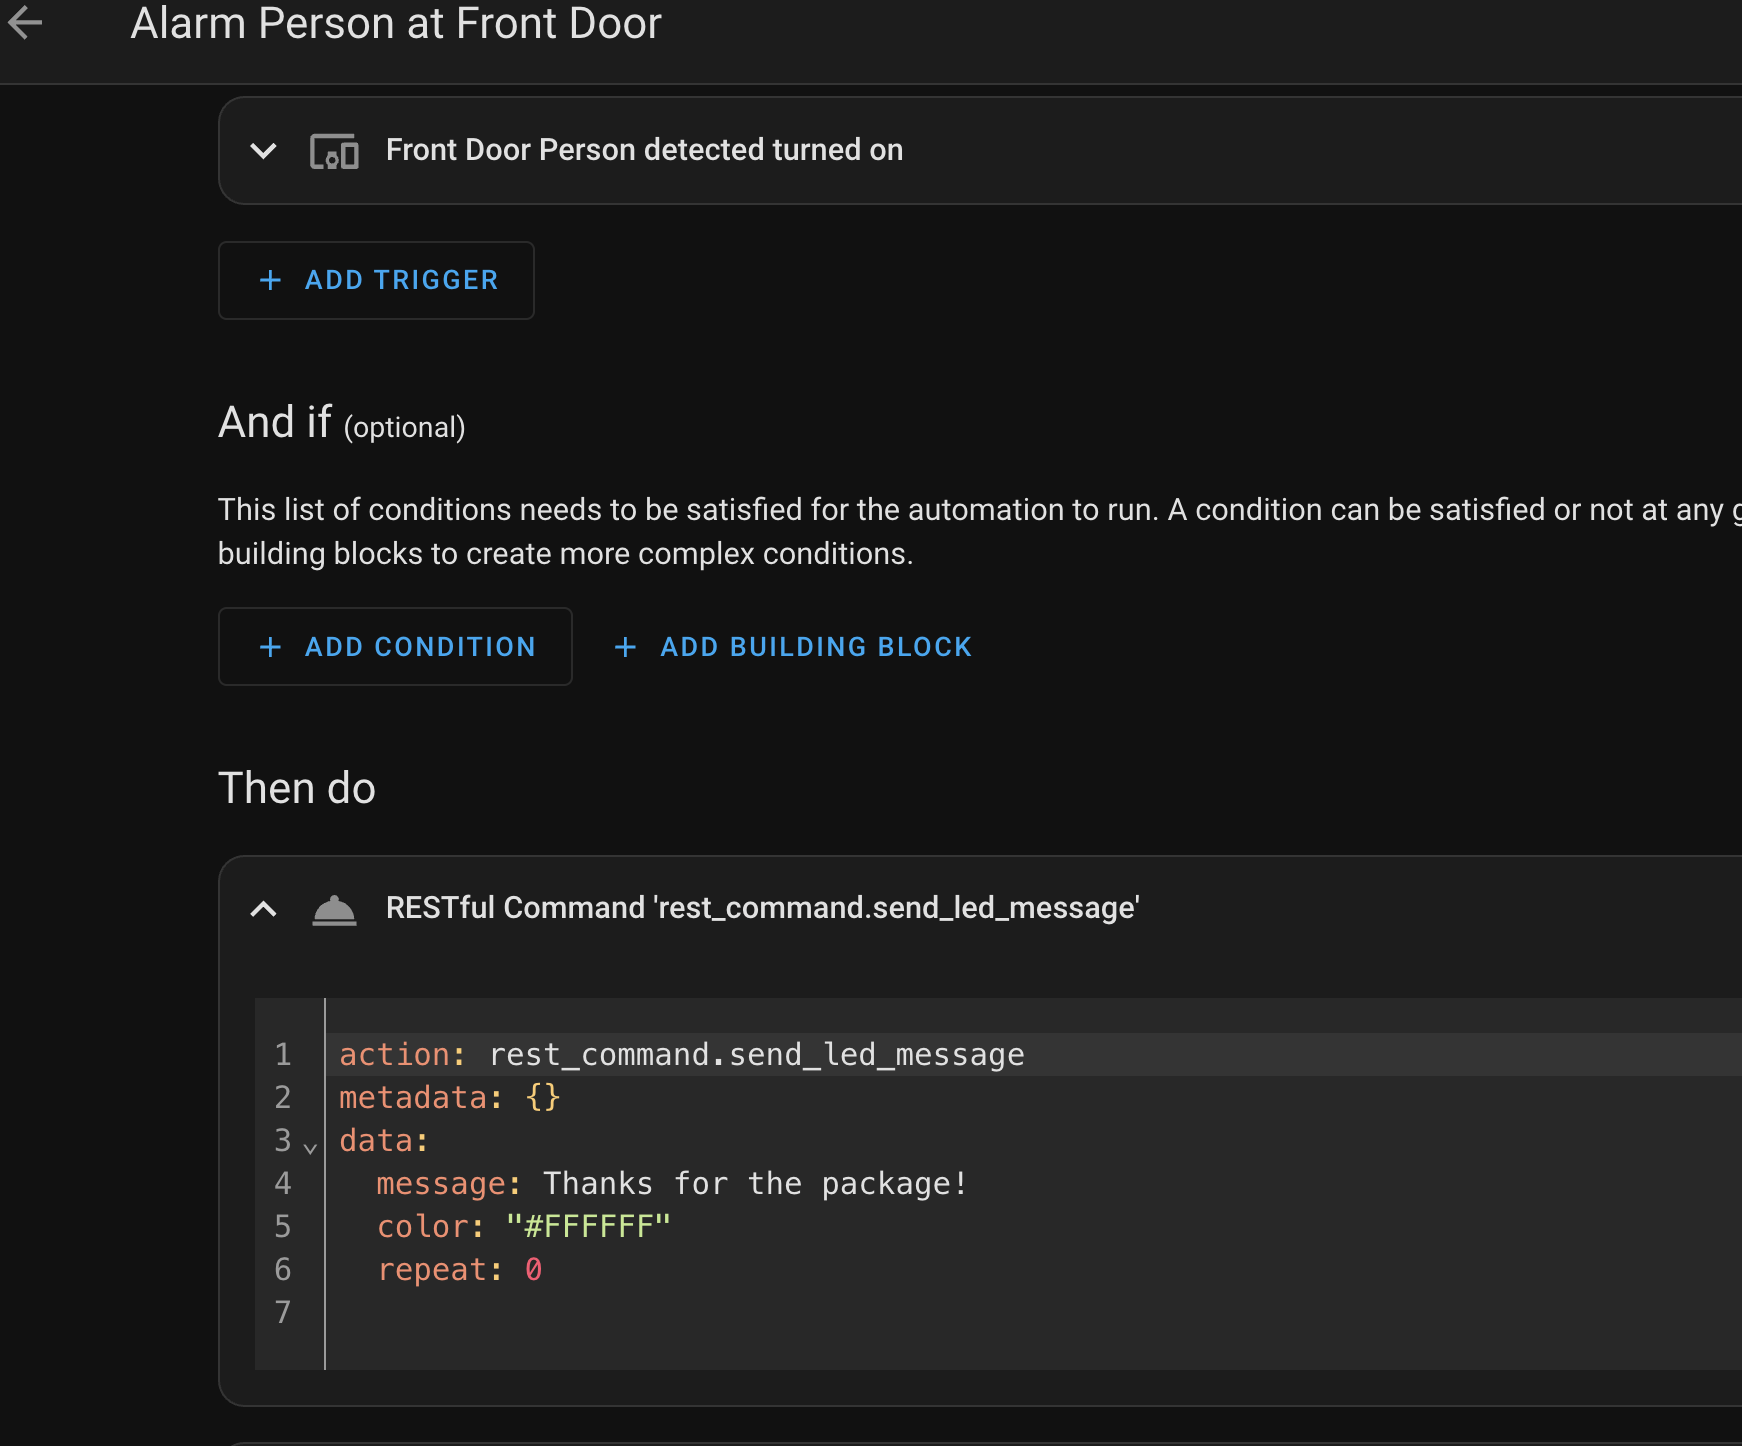 Alarm Person at Front Door
Front Door Person detected turned on
+ ADD TRIGGER
And if (optional)
This list of conditions needs to be satisfied for the automation to run. A condition can be satisfied or not at any
building blocks to create more complex conditions.
+ ADD CONDITION + ADD BUILDING BLOCK
Then do
RESTful Command 'rest_command.send_led_message'
1 action: rest_command.send_led_message
2 metadata: {}
3 data:
4 message: Thanks for the package!
5 color: "#FFFFFF"
6 repeat: 0
7